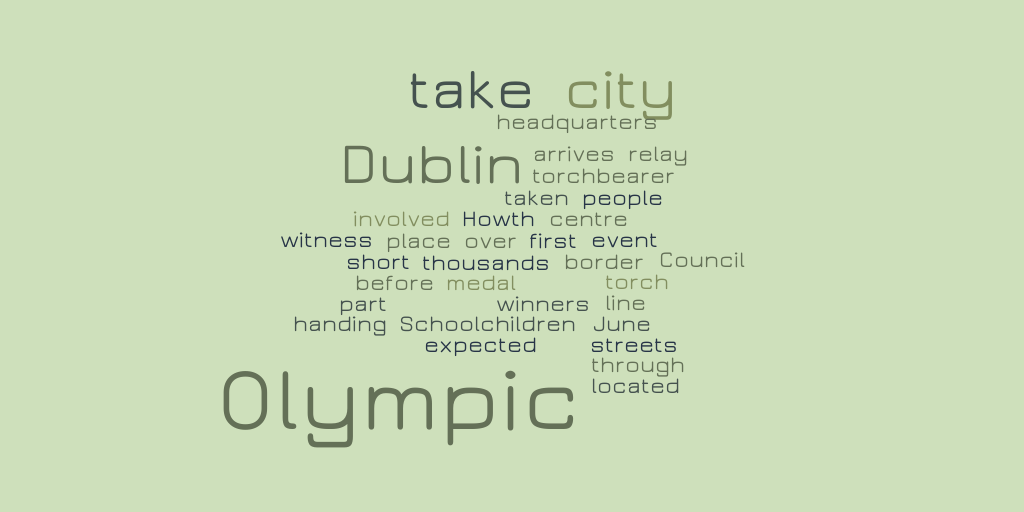 take city
headquarters
Dublin arrives relay
torchbearer
taken people
involved Howth centre
witness place over first event
short thousands border Council
before medal torch
part winners line
handing Schoolchildren June
expected streets
through
Olympic located